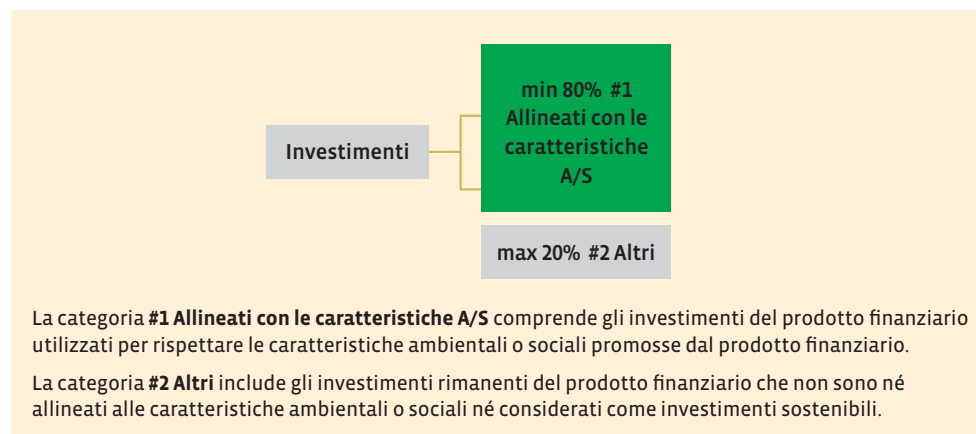 min 80% #1
Allineati con le
caratteristiche
A/S
Investimenti
max 20% #2 Altri
La categoria #1 Allineati con le caratteristiche A/S comprende gli investimenti del prodotto finanziario
utilizzati per rispettare le caratteristiche ambientali o sociali promosse dal prodotto finanziario.
La categoria #2 Altri include gli investimenti rimanenti del prodotto finanziario che non sono né
allineati alle caratteristiche ambientali o sociali né considerati come investimenti sostenibili.